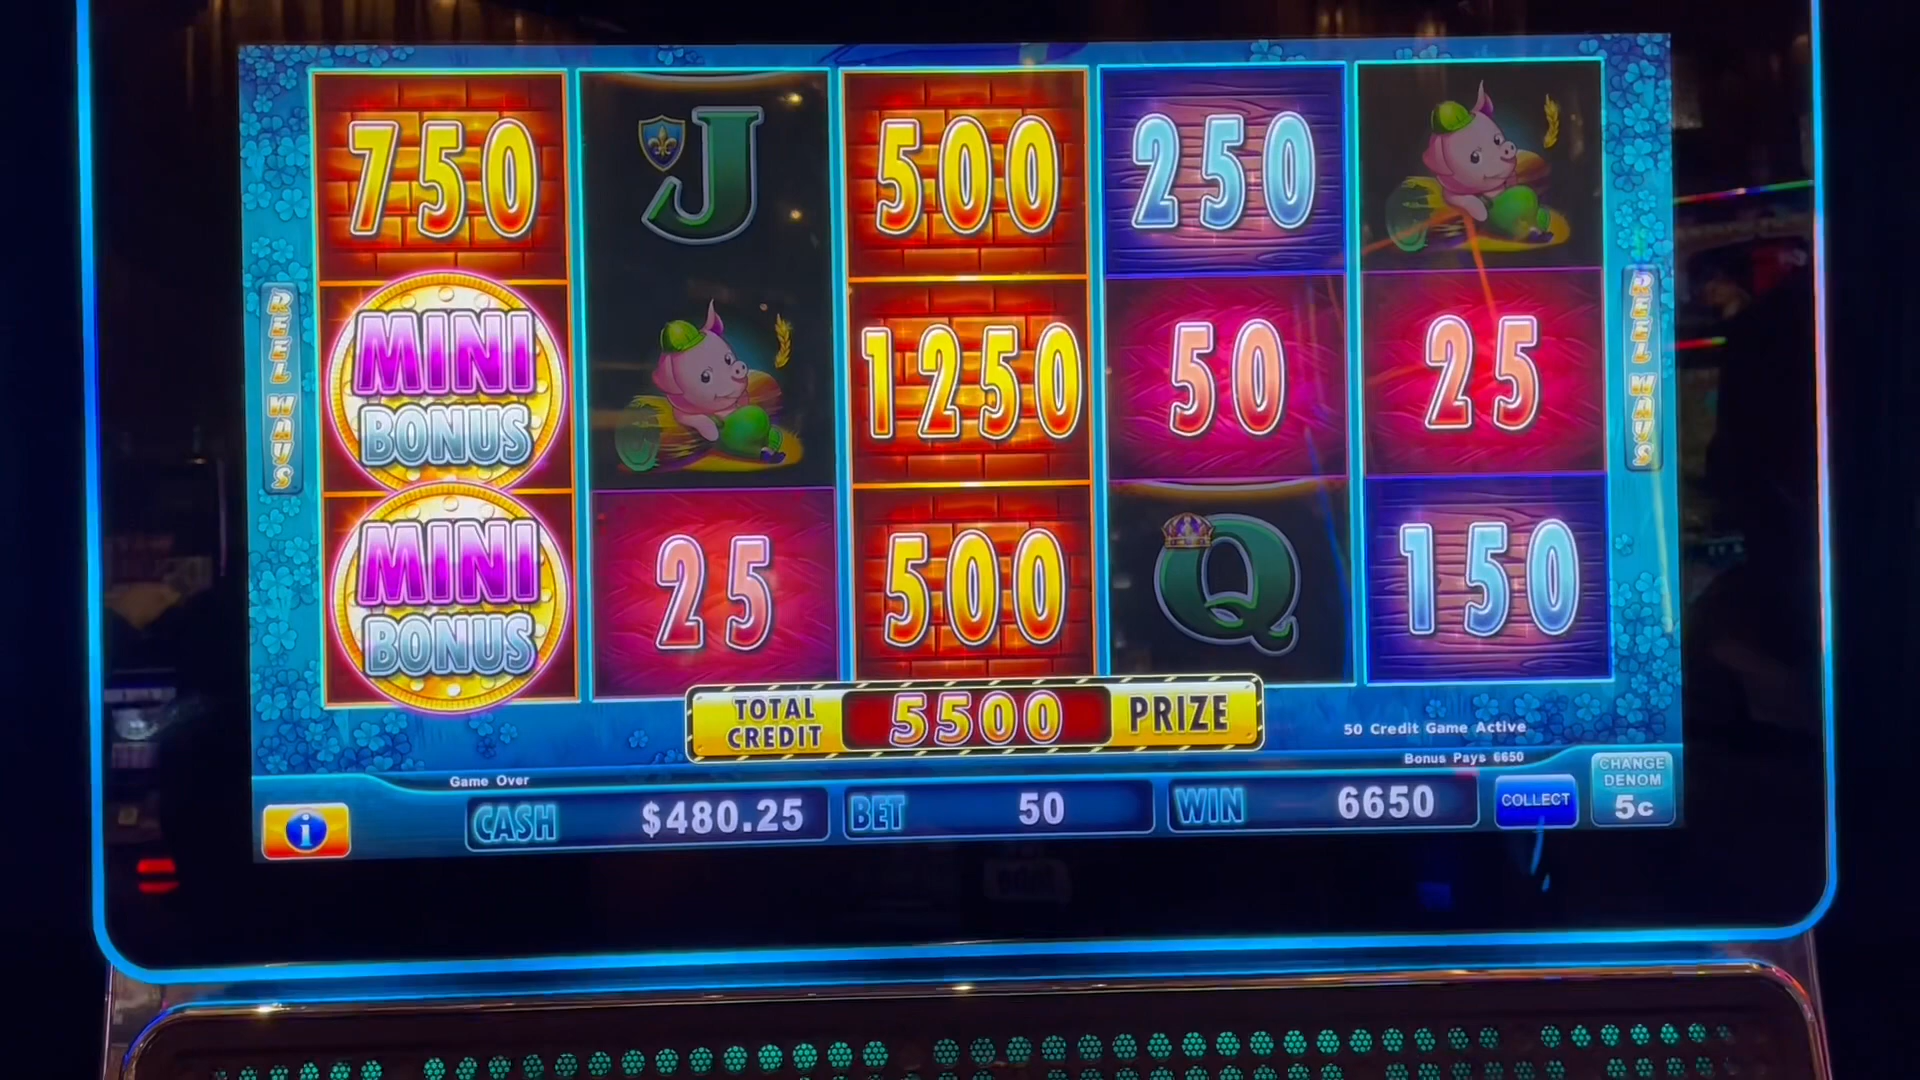 750
J
500
250
MINI
BONUS
1250
50
25
MINI
BONUS
25
500
Q
150
REEL WAYS
REEL WAYS
TOTAL
CREDIT
5500
PRIZE
50 Credit Game Active
Bonus Pays 6650
Game Over
CASH $480.25
BET 50
WIN 6650
COLLECT
CHANGE
DENOM
5c
i